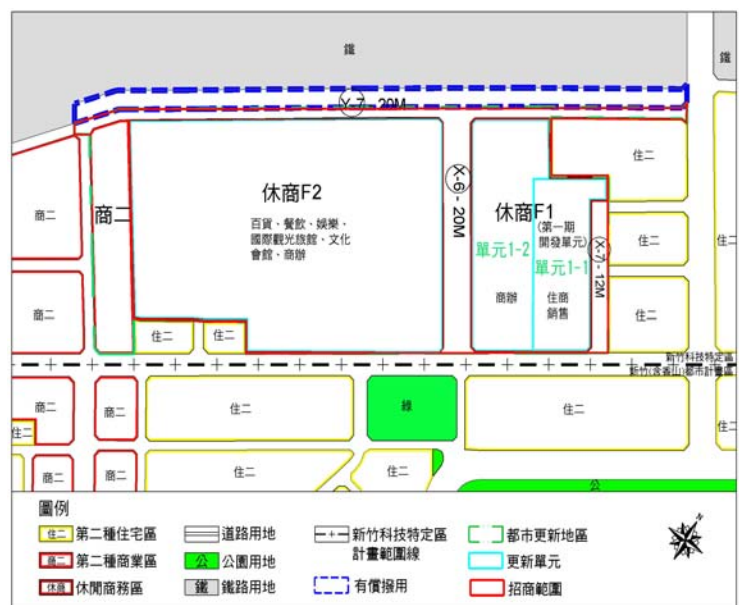 鐵
鐵
Y-7 - 20M
住二
商二
商二
休商F2
百貨、餐飲、娛樂、
國際觀光旅館、文化
會館、商辦
X-6 - 20M
休商F1
(第一期
開發單元)
單元1-2
單元1-1
X-7 - 12M
住二
住二
商二
商辦
住商
銷售
住二
住二
住二
新竹科技特定區
新竹(含香山)都市計畫區
商二
商二
住二
綠
住二
住二
住二
商二
商二
住二
住二
公
圖例
住二 第二種住宅區
道路用地
新竹科技特定區
計畫範圍線
都市更新地區
商二 第二種商業區
公 公園用地
更新單元
休商 休閒商務區
鐵 鐵路用地
有償撥用
招商範圍
N